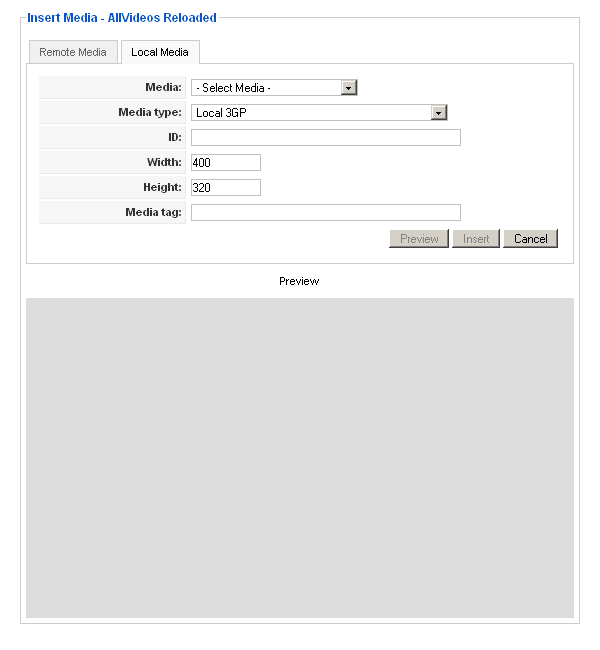 Insert Media - AllVideos Reloaded
Remote Media Local Media
Media: - Select Media -
Media type: Local 3GP
ID:
Width: 400
Height: 320
Media tag:
Preview Insert Cancel
Preview